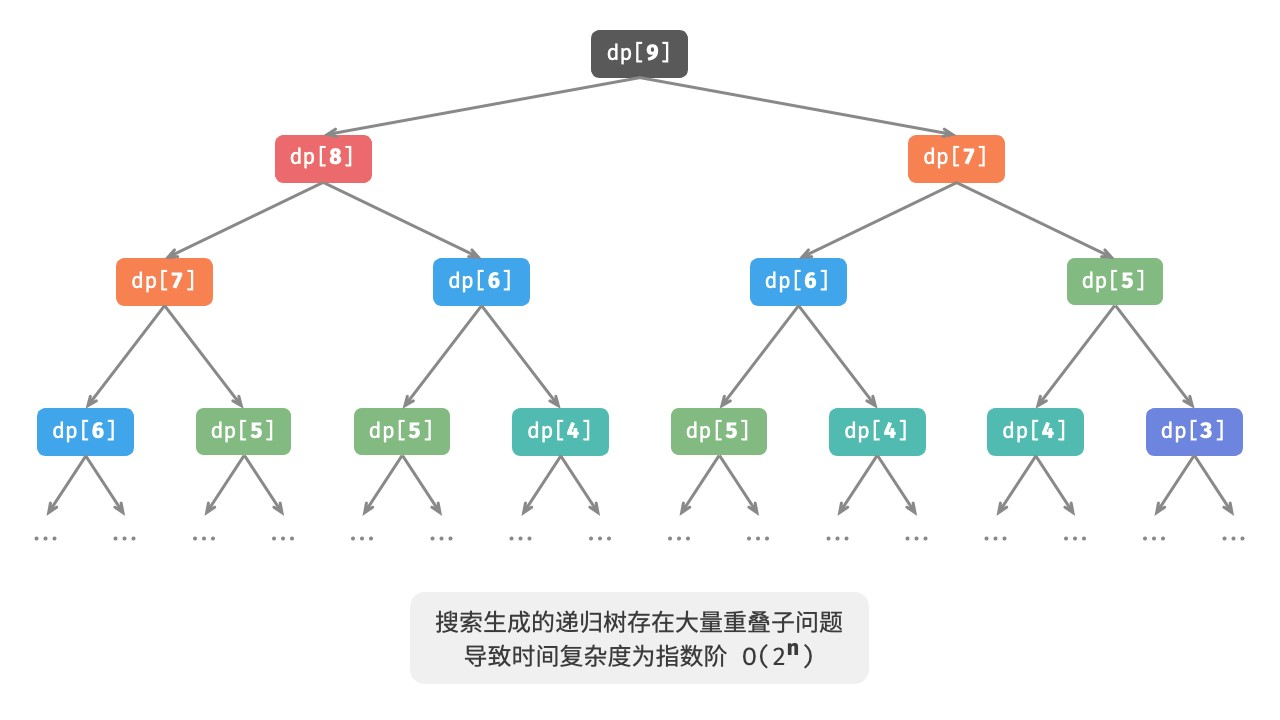 dp[9]
dp[8] dp[7]
dp[7] dp[6] dp[6] dp[5]
dp[6] dp[5] dp[5] dp[4] dp[5] dp[4] dp[4] dp[3]
... ... ... ... ... ... ... ... ... ... ... ... ... ... ... ...
搜索生成的递归树存在大量重叠子问题
导致时间复杂度为指数阶 O(2ⁿ)